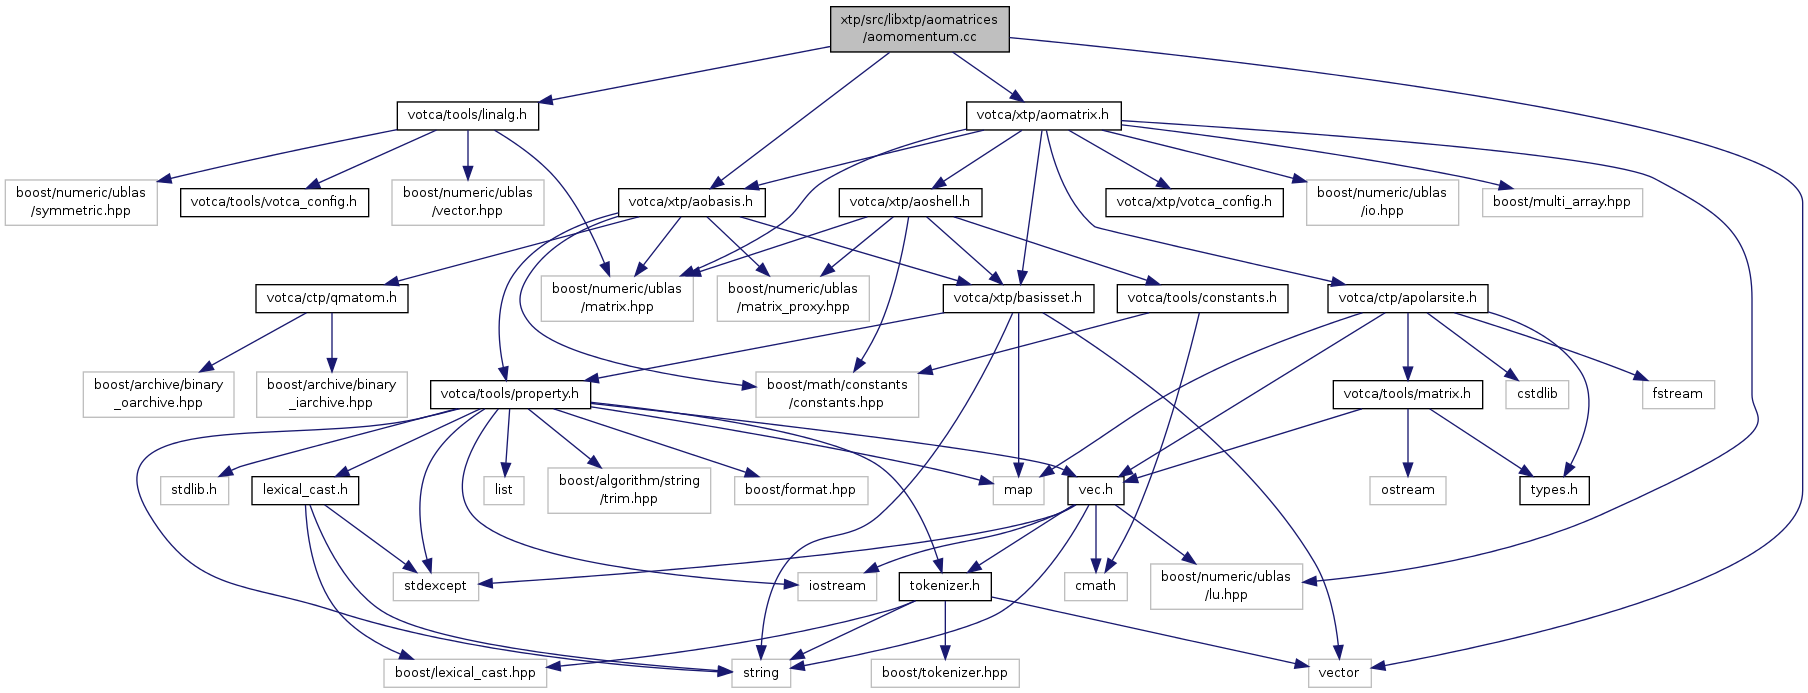 xtp/src/libxtp/aomatrices
/aomomentum.cc
votca/tools/linalg.h
votca/xtp/aomatrix.h
boost/numeric/ublas
/symmetric.hpp
votca/tools/votca_config.h
boost/numeric/ublas
/vector.hpp
votca/xtp/aobasis.h
votca/xtp/aoshell.h
votca/xtp/votca_config.h
boost/numeric/ublas
/io.hpp
boost/multi_array.hpp
votca/ctp/qmatom.h
boost/numeric/ublas
/matrix.hpp
boost/numeric/ublas
/matrix_proxy.hpp
votca/xtp/basisset.h
votca/tools/constants.h
votca/ctp/apolarsite.h
boost/archive/binary
_oarchive.hpp
boost/archive/binary
_iarchive.hpp
votca/tools/property.h
boost/math/constants
/constants.hpp
votca/tools/matrix.h
cstdlib
fstream
stdlib.h
lexical_cast.h
list
boost/algorithm/string
/trim.hpp
boost/format.hpp
map
vec.h
ostream
types.h
stdexcept
iostream
tokenizer.h
cmath
boost/numeric/ublas
/lu.hpp
boost/lexical_cast.hpp
string
boost/tokenizer.hpp
vector